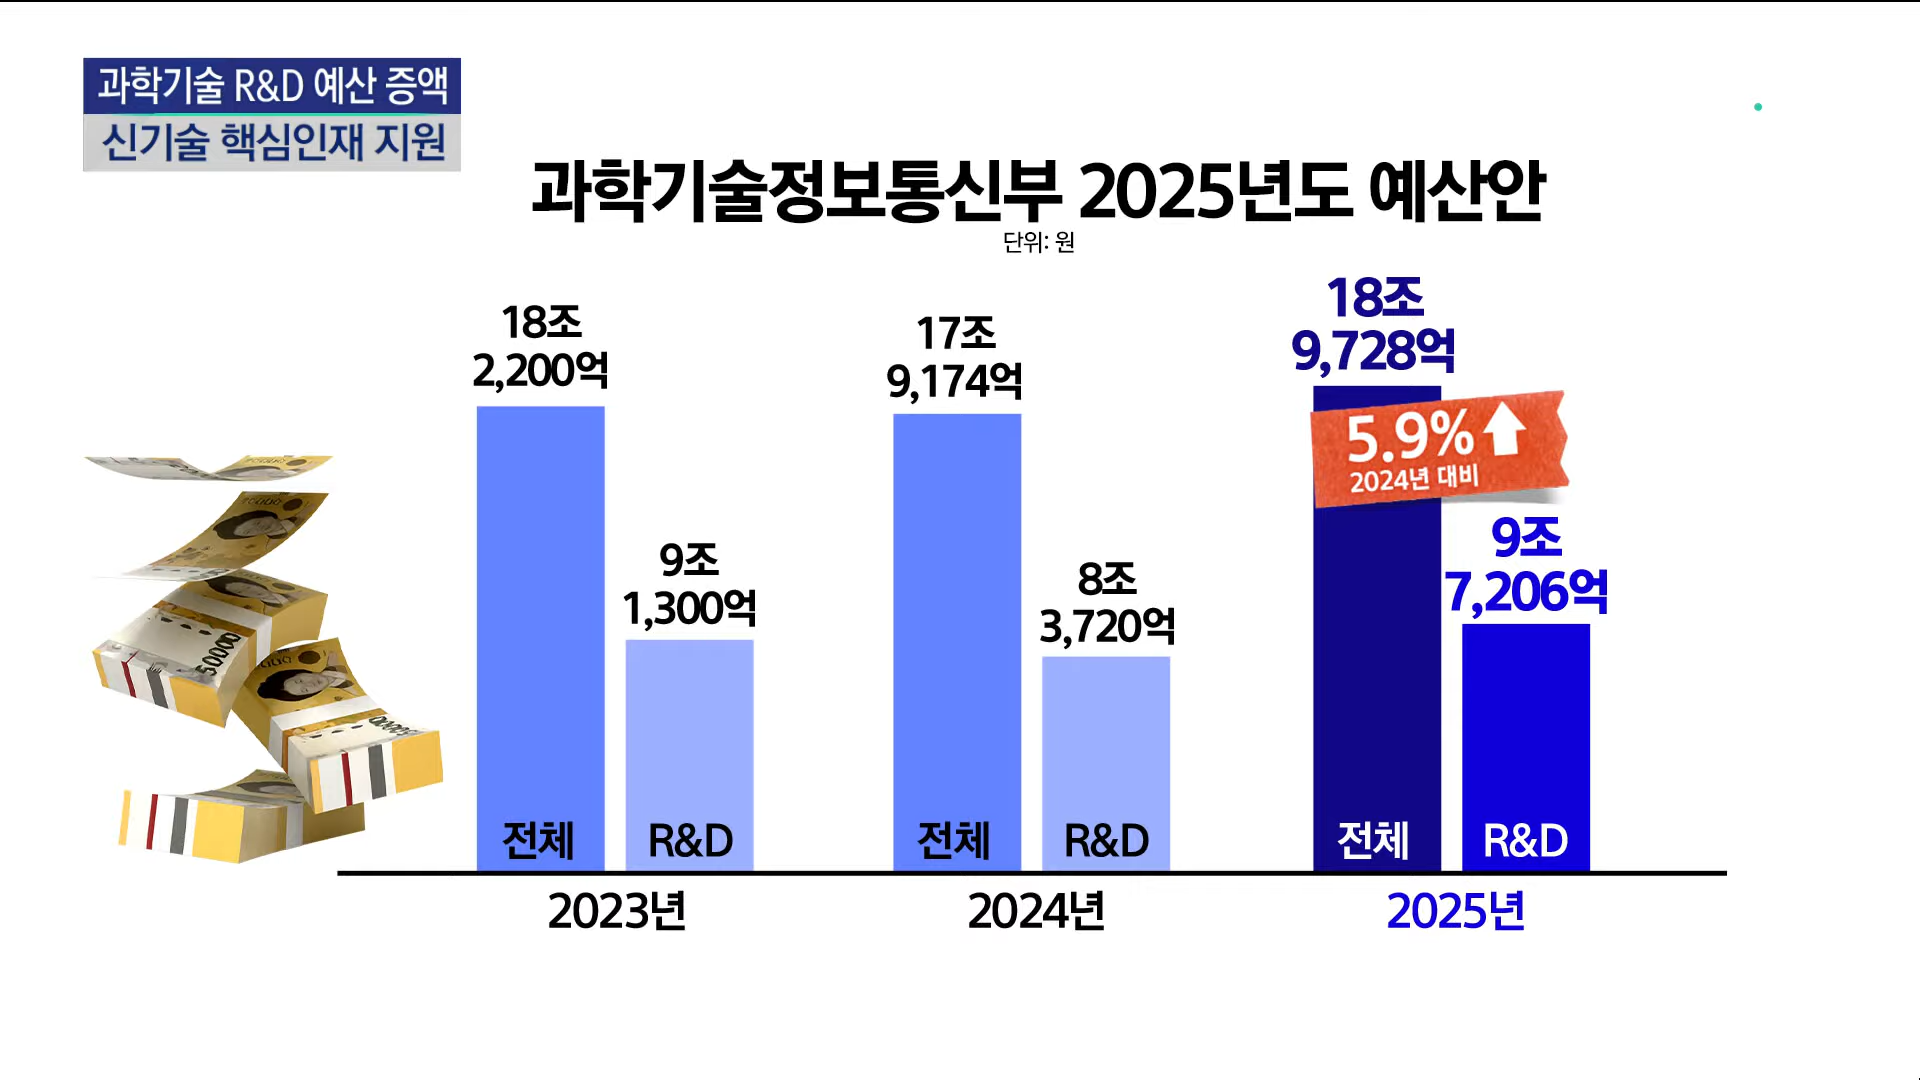 과학기술 R&D 예산 증액
신기술 핵심인재 지원
과학기술정보통신부 2025년도 예산안
단위: 원
18조
2,200억
9조
1,300억
17조
9,174억
8조
3,720억
18조
9,728억
5.9%
2024년 대비
9조
7,206억
전체
R&D
전체
R&D
전체
R&D
2023년
2024년
2025년
50000